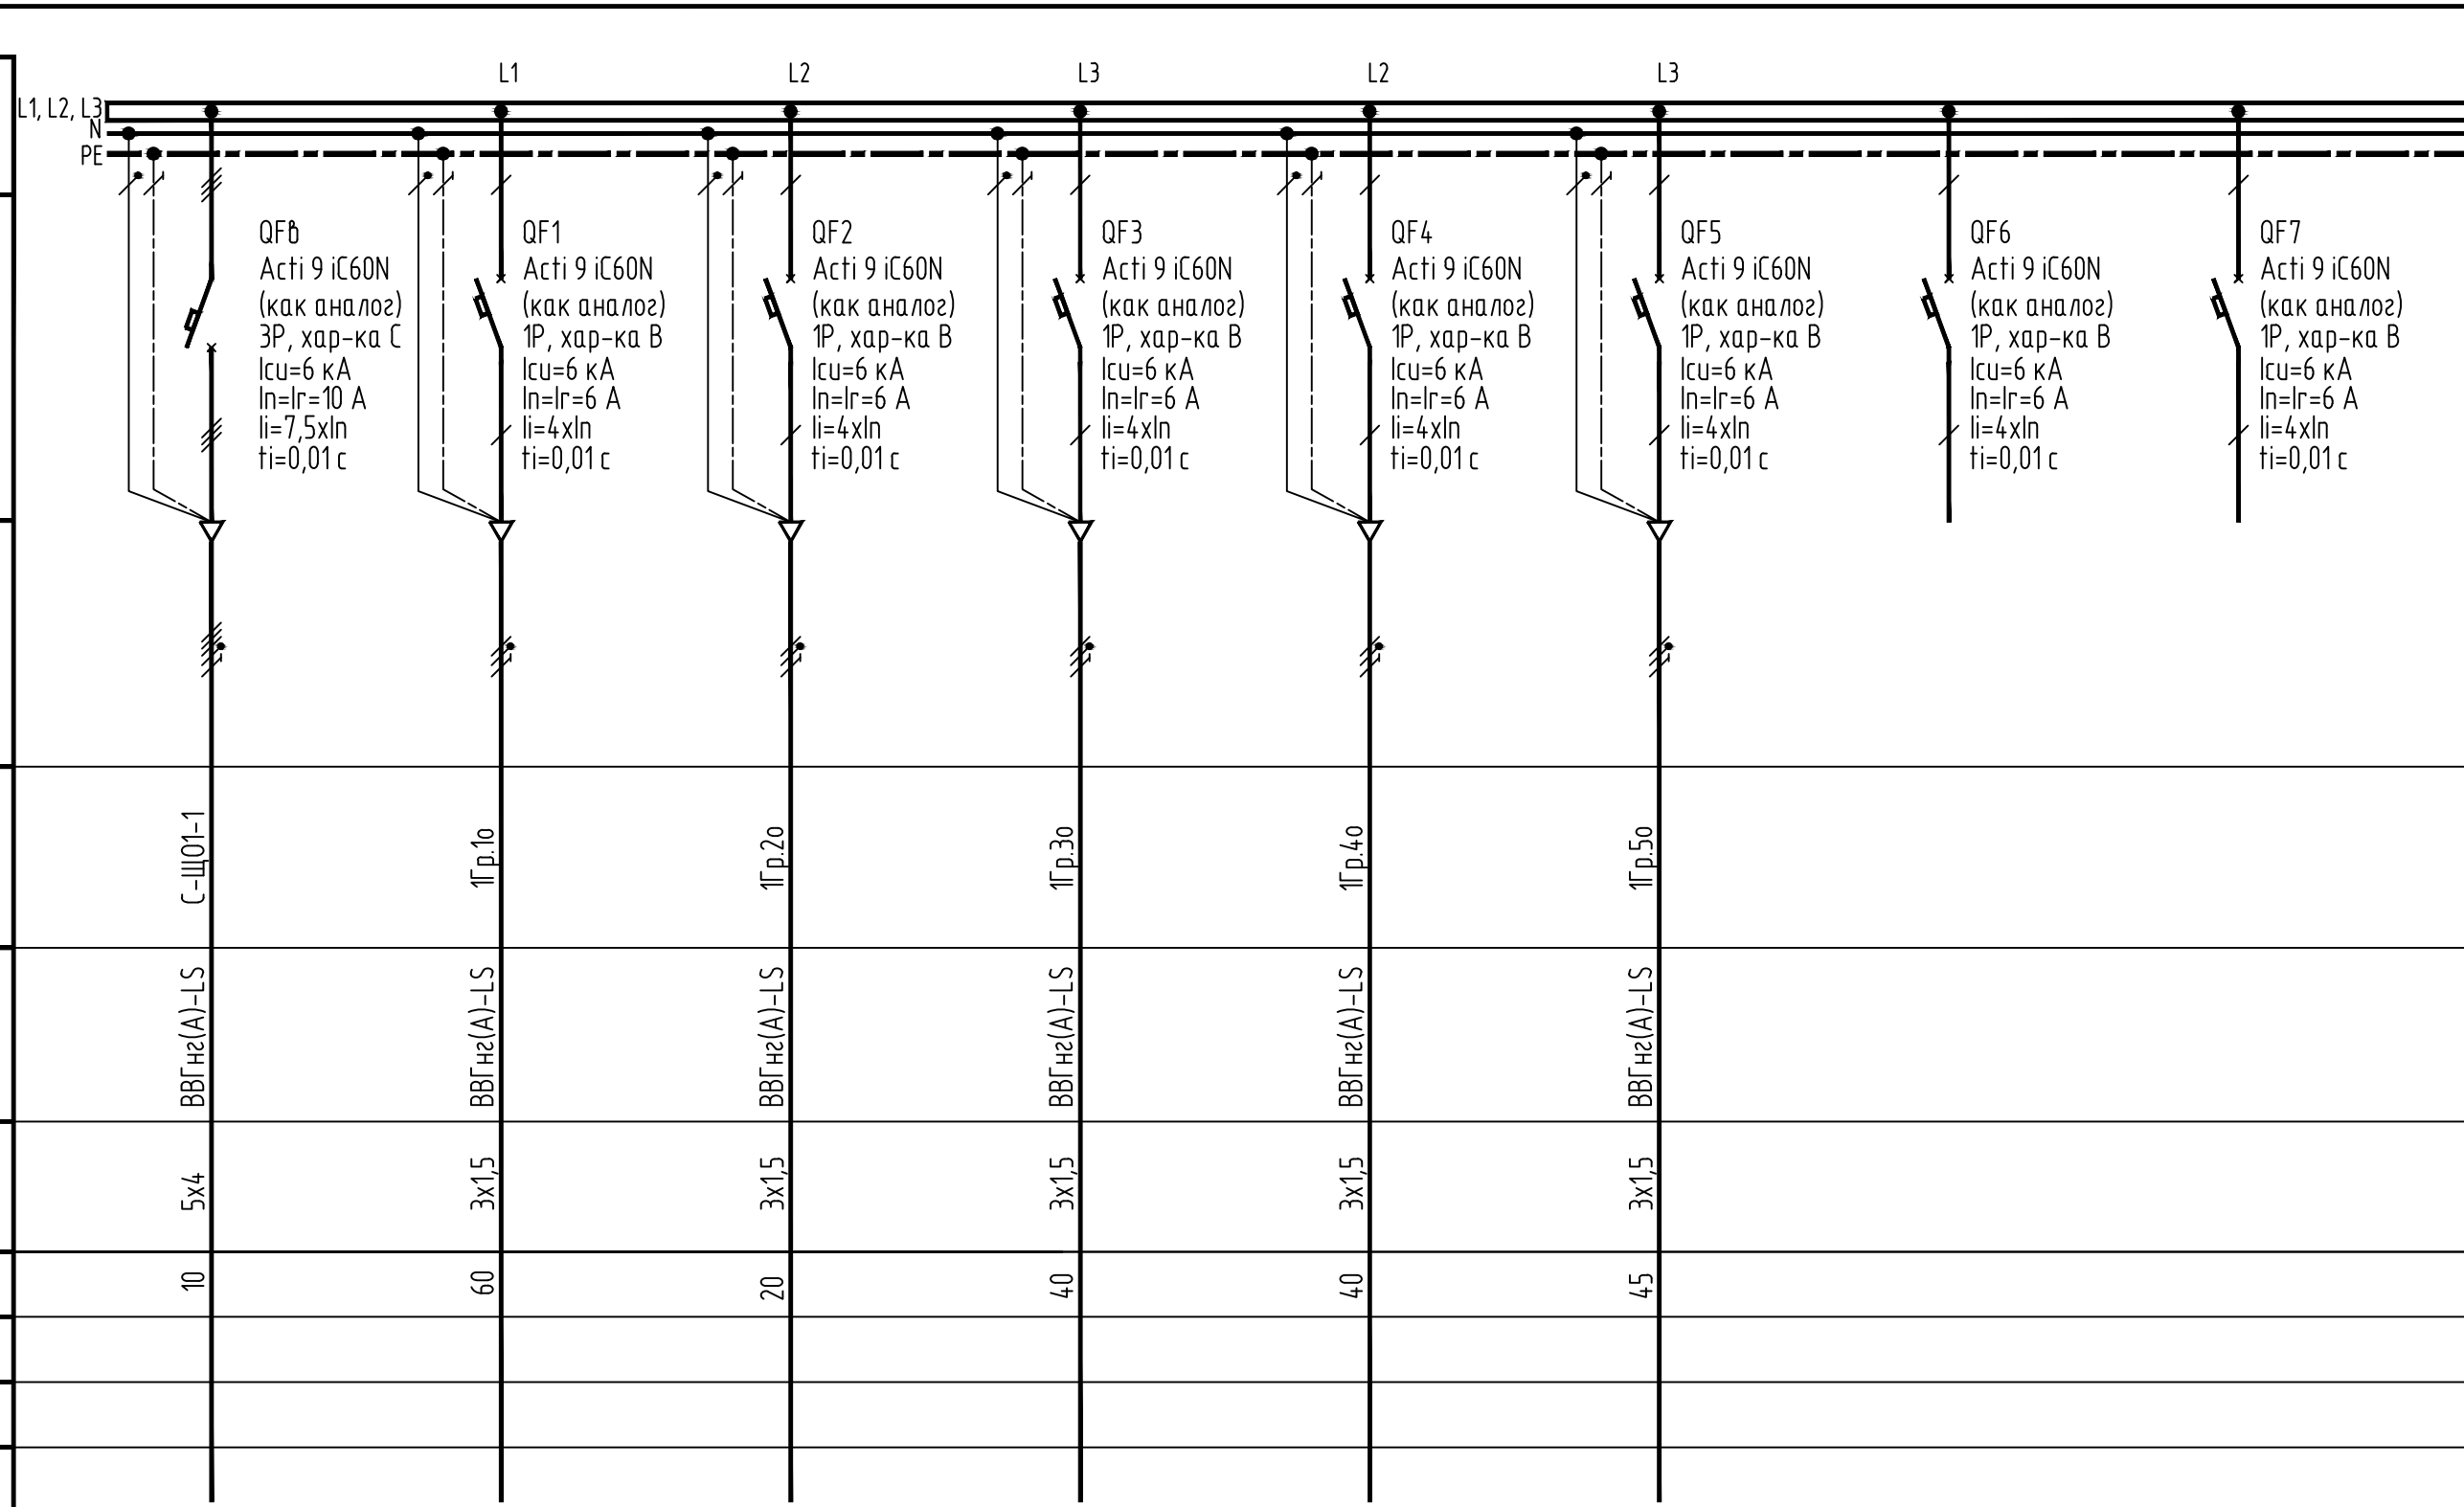 L1
L2
L3
L2
L3
L1, L2, L3
N
PE
QFв
Acti 9 iC60N
(как аналог)
3P, хар-ка C
Icu=6 кА
In=Ir=10 А
Ii=7,5xIn
ti=0,01 с
QF1
Acti 9 iC60N
(как аналог)
1P, хар-ка B
Icu=6 кА
In=Ir=6 А
Ii=4xIn
ti=0,01 с
QF2
Acti 9 iC60N
(как аналог)
1P, хар-ка B
Icu=6 кА
In=Ir=6 А
Ii=4xIn
ti=0,01 с
QF3
Acti 9 iC60N
(как аналог)
1P, хар-ка B
Icu=6 кА
In=Ir=6 А
Ii=4xIn
ti=0,01 с
QF4
Acti 9 iC60N
(как аналог)
1P, хар-ка B
Icu=6 кА
In=Ir=6 А
Ii=4xIn
ti=0,01 с
QF5
Acti 9 iC60N
(как аналог)
1P, хар-ка B
Icu=6 кА
In=Ir=6 А
Ii=4xIn
ti=0,01 с
QF6
Acti 9 iC60N
(как аналог)
1P, хар-ка B
Icu=6 кА
In=Ir=6 А
Ii=4xIn
ti=0,01 с
QF7
Acti 9 iC60N
(как аналог)
1P, хар-ка B
Icu=6 кА
In=Ir=6 А
Ii=4xIn
ti=0,01 с
С-ЩО1-1
1Гр.1о
1Гр.2о
1Гр.3о
1Гр.4о
1Гр.5о
ВВГнг(А)-LS
ВВГнг(А)-LS
ВВГнг(А)-LS
ВВГнг(А)-LS
ВВГнг(А)-LS
ВВГнг(А)-LS
5х4
3х1,5
3х1,5
3х1,5
3х1,5
3х1,5
10
60
20
40
40
45